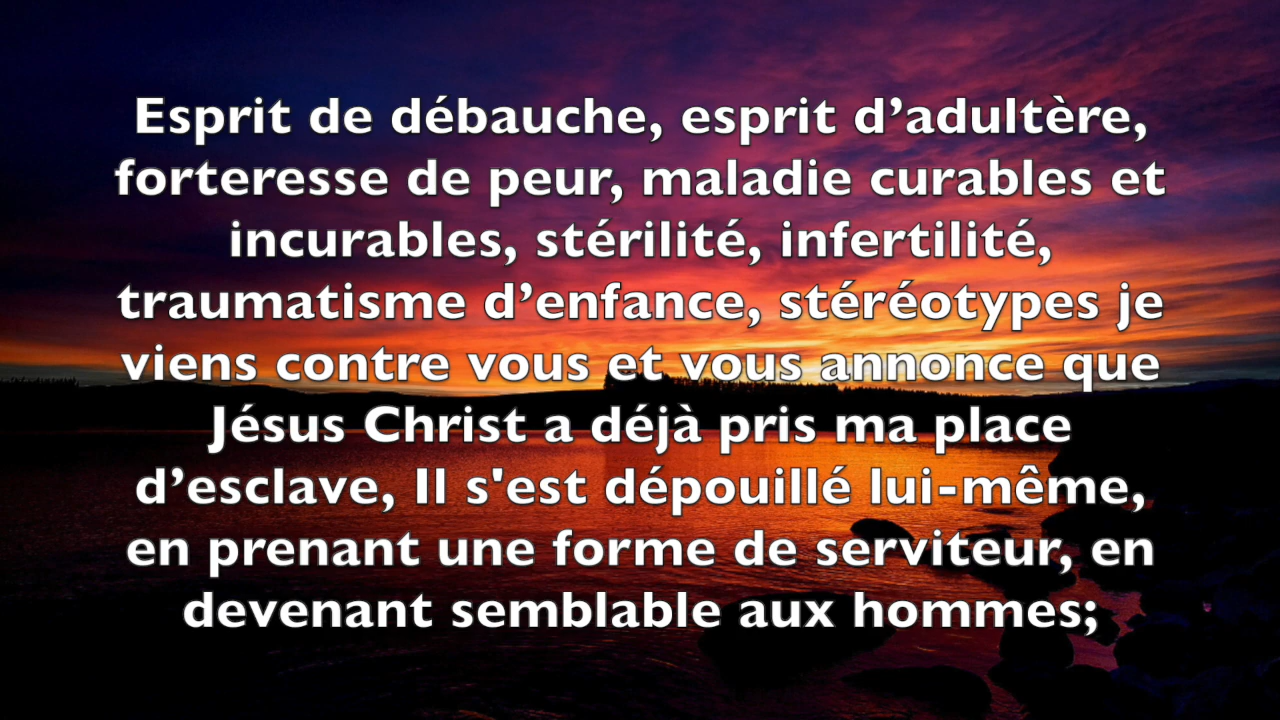 Esprit de débauche, esprit d’adultère,
forteresse de peur, maladie curables et
incurables, stérilité, infertilité,
traumatisme d’enfance, stéréotypes je
viens contre vous et vous annonce que
Jésus Christ a déjà pris ma place
d’esclave, Il s'est dépouillé lui-même,
en prenant une forme de serviteur, en
devenant semblable aux hommes;